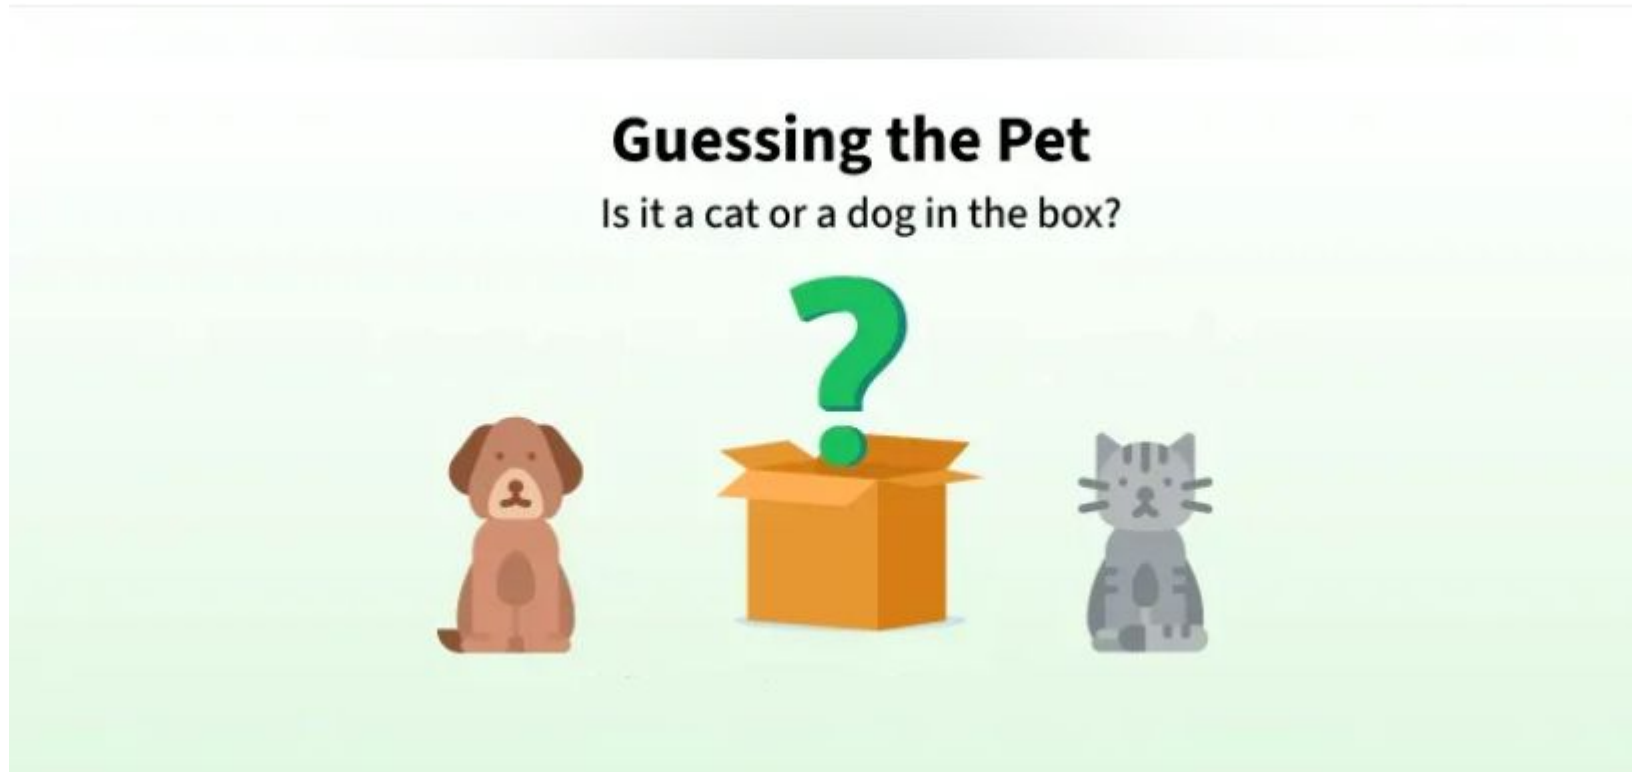 Guessing the Pet
Is it a cat or a dog in the box?
?